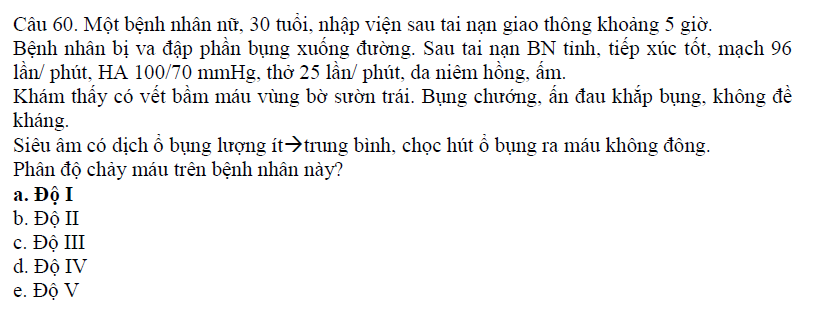 Câu 60. Một bệnh nhân nữ, 30 tuổi, nhập viện sau tai nạn giao thông khoảng 5 giờ.
Bệnh nhân bị va đập phần bụng xuống đường. Sau tai nạn BN tỉnh, tiếp xúc tốt, mạch 96
lần/ phút, HA 100/70 mmHg, thở 25 lần/ phút, da niêm hồng, ấm.
Khám thấy có vết bầm máu vùng bờ sườn trái. Bụng chướng, ấn đau khắp bụng, không đề
kháng.
Siêu âm có dịch ổ bụng lượng ít→trung bình, chọc hút ổ bụng ra máu không đông.
Phân độ chảy máu trên bệnh nhân này?
a. Độ I
b. Độ II
c. Độ III
d. Độ IV
e. Độ V